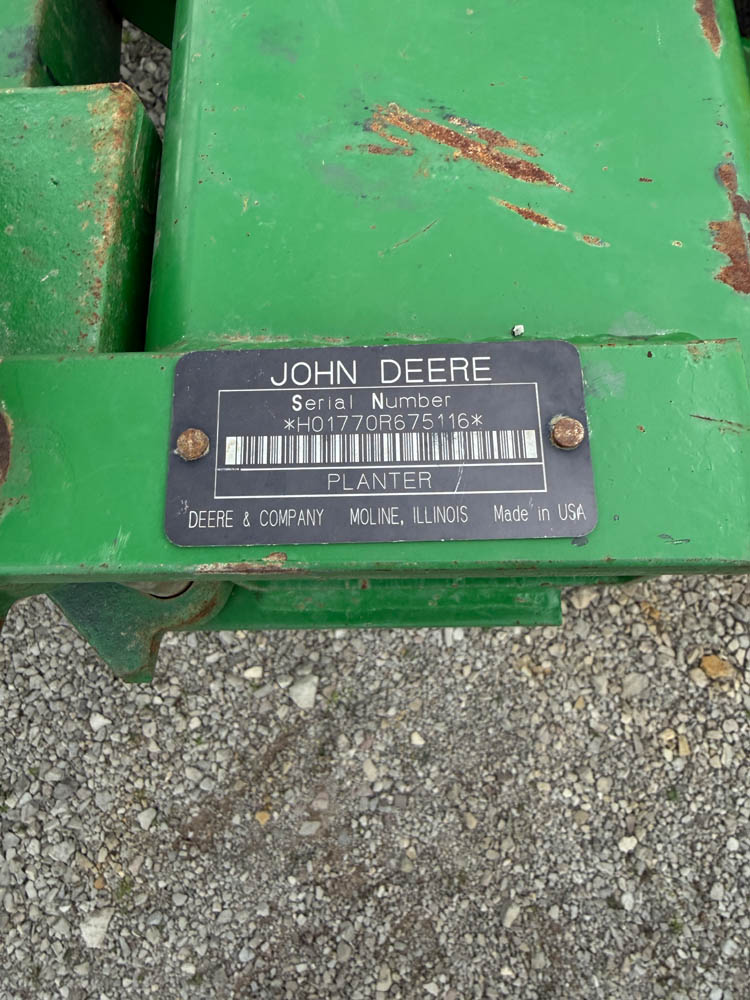 JOHN DEERE
Serial Number
*H01770R675116*
PLANTER
DEERE & COMPANY MOLINE, ILLINOIS Made in USA